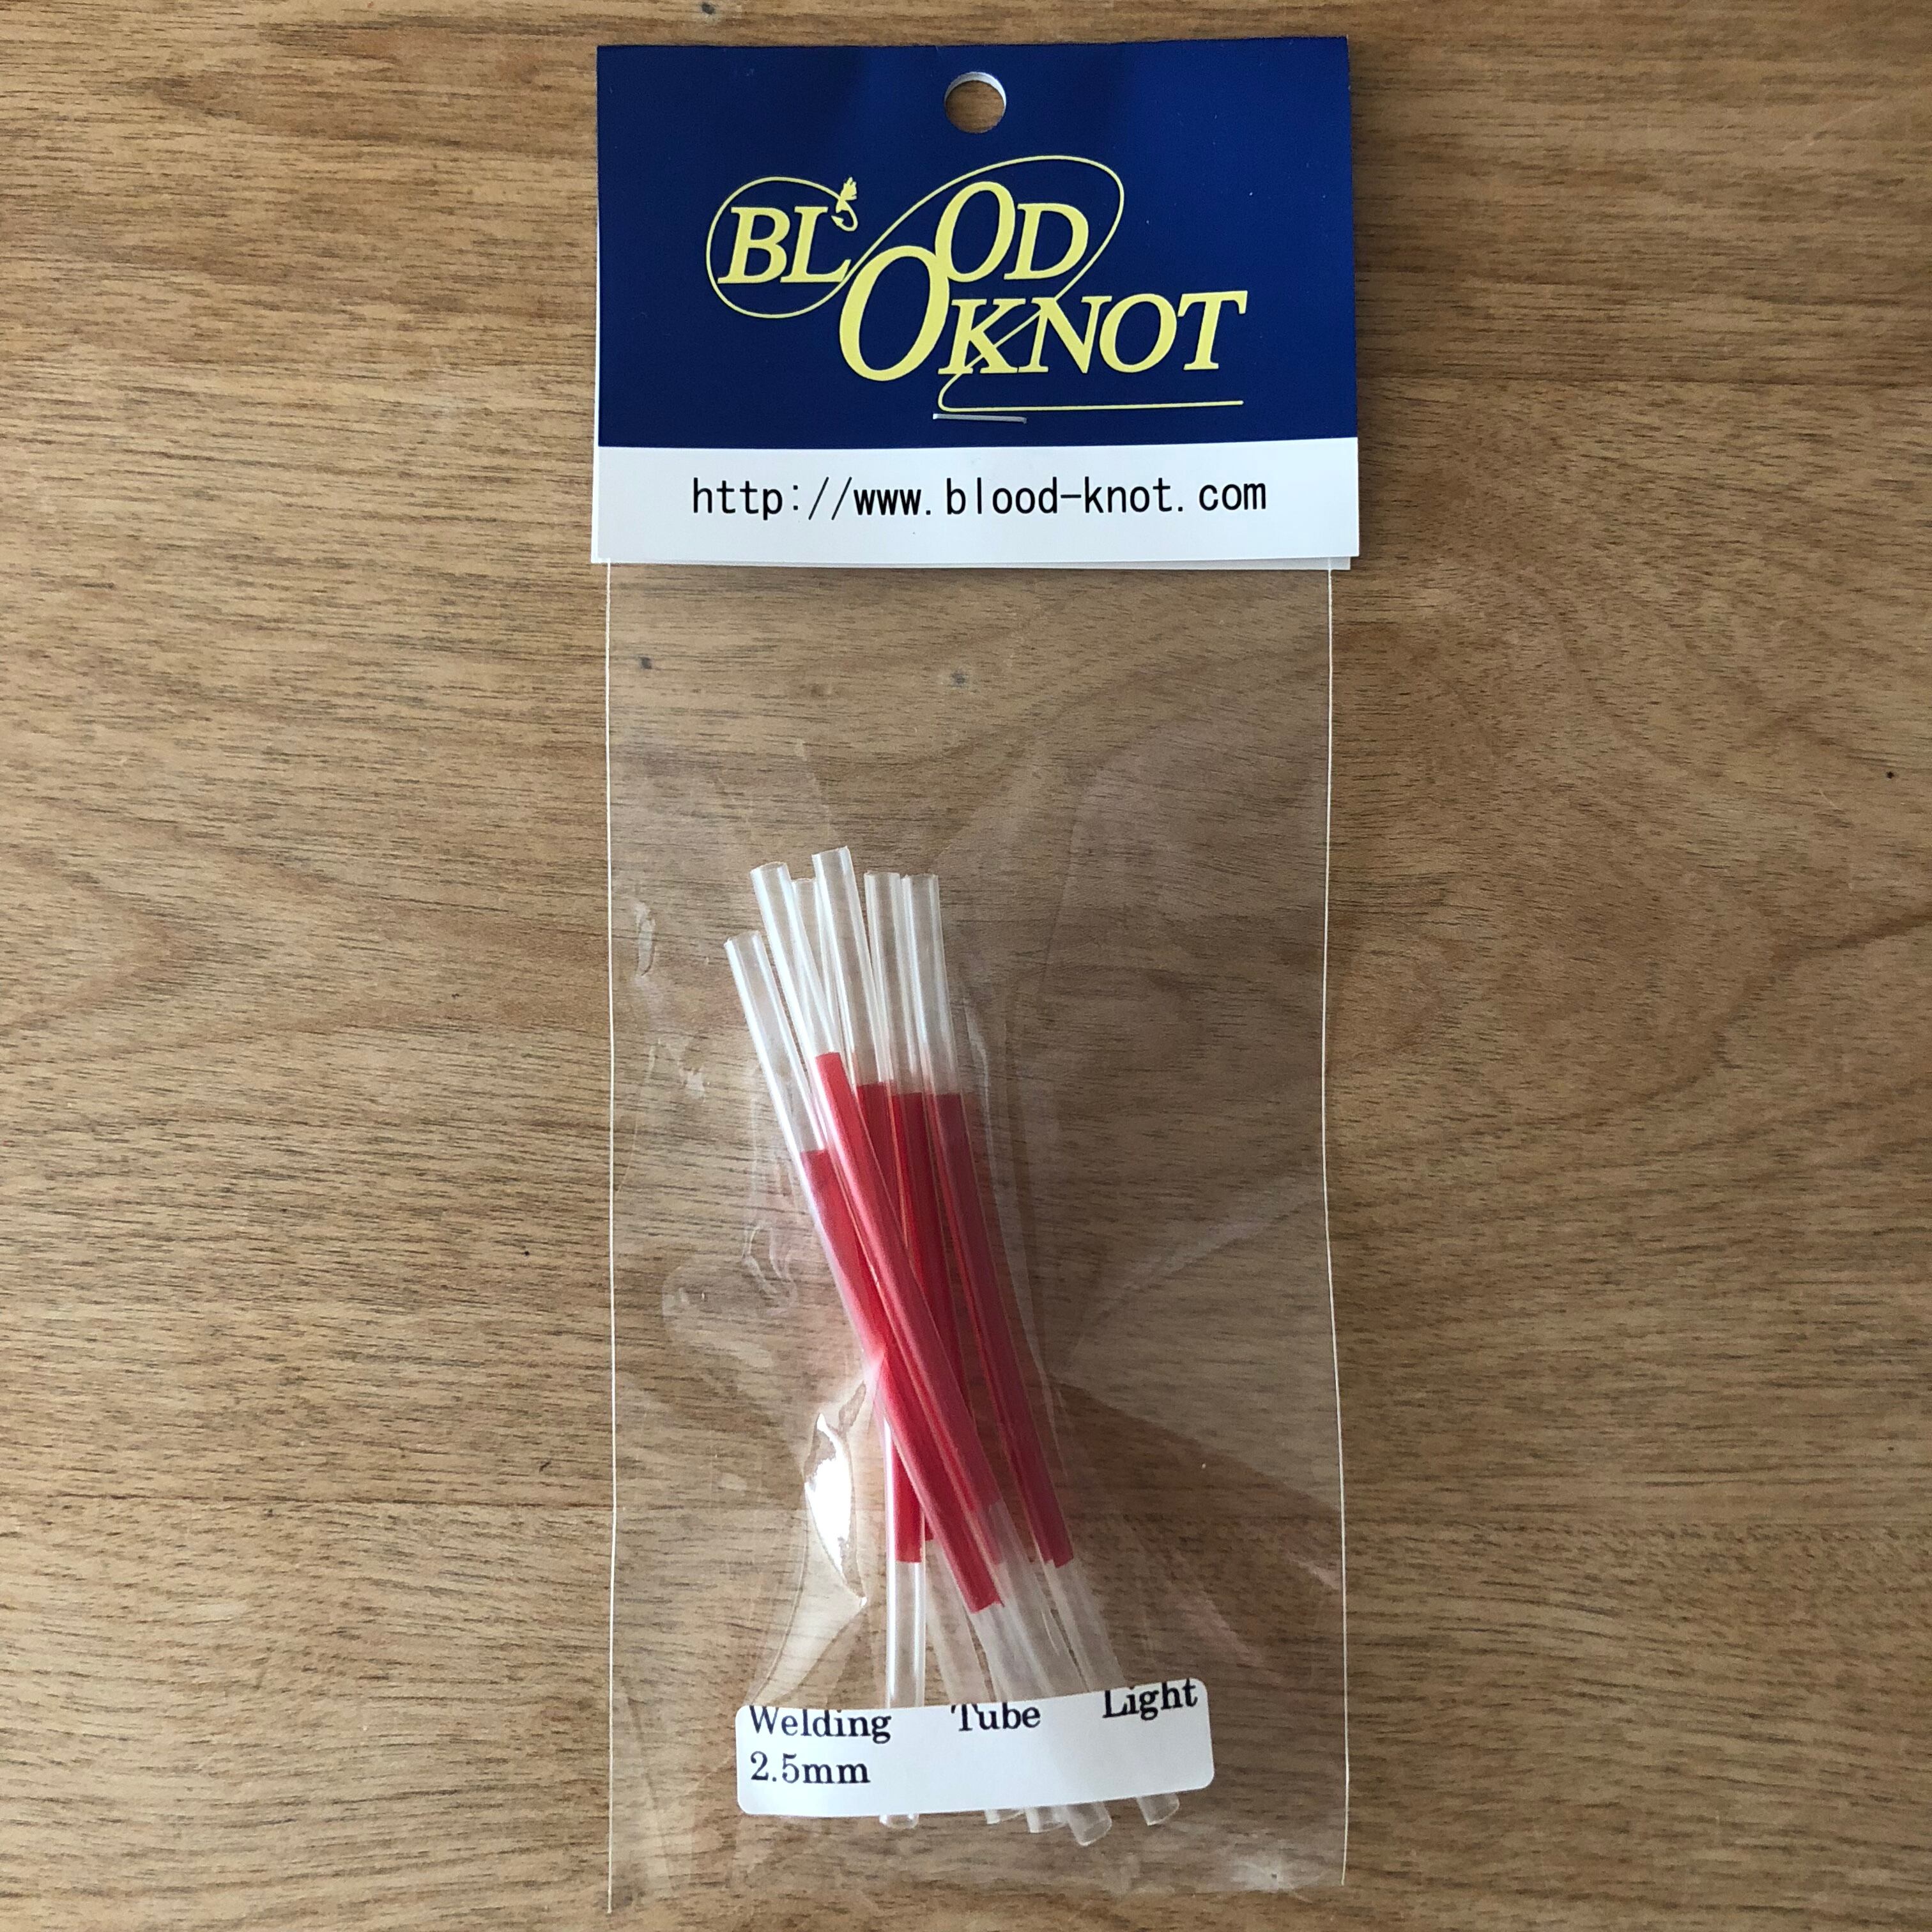 BLOOD
KNOT
http://www.blood-knot.com
Welding Tube Light
2.5mm